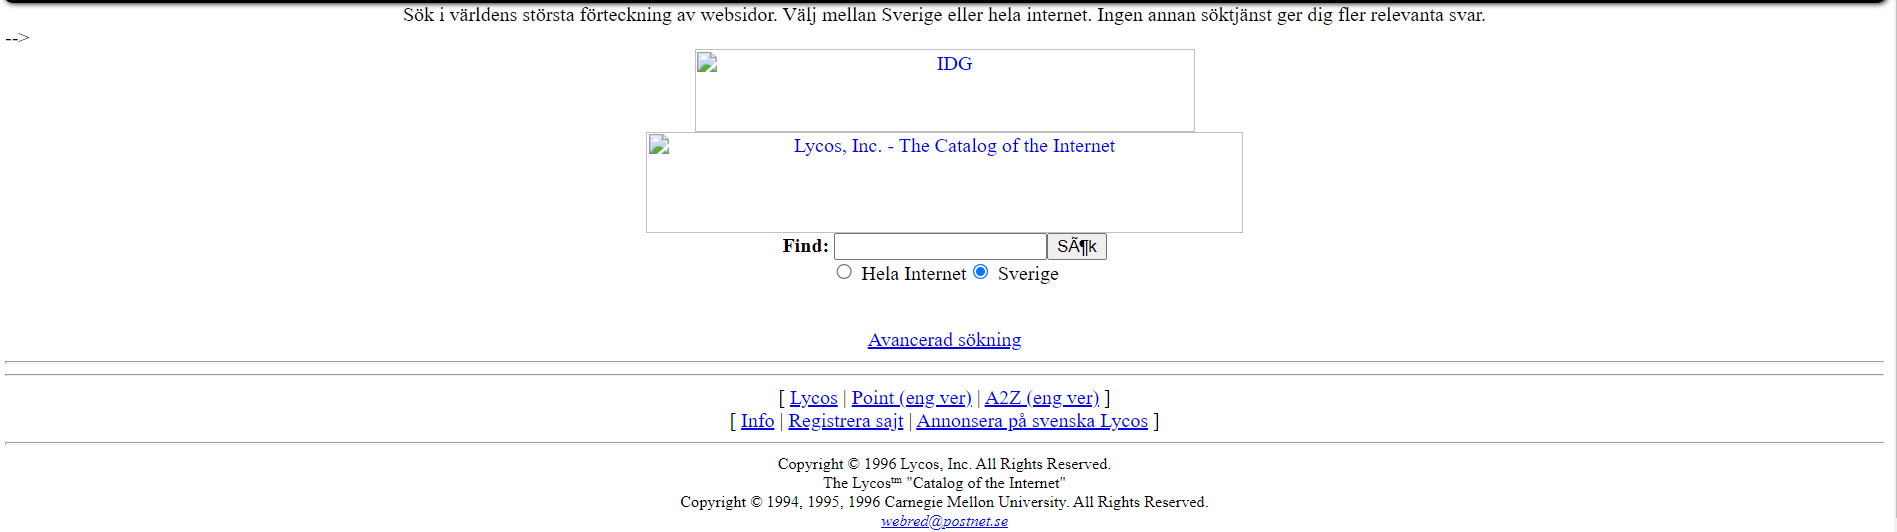 Sök i världens största förteckning av websidor. Välj mellan Sverige eller hela internet. Ingen annan söktjänst ger dig fler relevanta svar.
-->
IDG
Lycos, Inc. - The Catalog of the Internet
Find: SÃ¶k
Hela Internet Sverige
Avancerad sökning
[ Lycos | Point (eng ver) | A2Z (eng ver) ]
[ Info | Registrera sajt | Annonsera på svenska Lycos ]
Copyright © 1996 Lycos, Inc. All Rights Reserved.
The Lycos™ "Catalog of the Internet"
Copyright © 1994, 1995, 1996 Carnegie Mellon University. All Rights Reserved.
webred@postnet.se